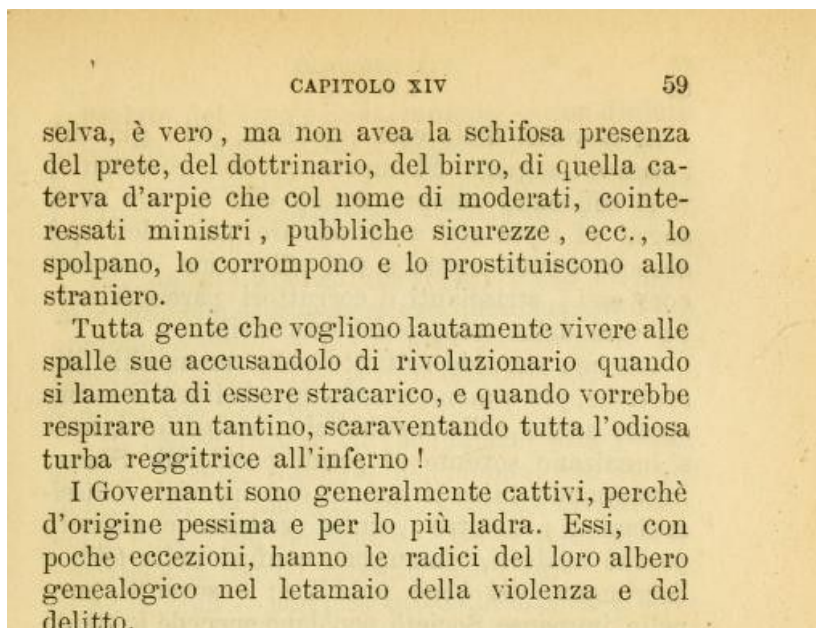 CAPITOLO XIV 59
selva, è vero, ma non avea la schifosa presenza
del prete, del dottrinario, del birro, di quella ca-
terva d'arpie che col nome di moderati, cointe-
ressati ministri, pubbliche sicurezze, ecc., lo
spolpano, lo corrompono e lo prostituiscono allo
straniero.
Tutta gente che vogliono lautamente vivere alle
spalle sue accusandolo di rivoluzionario quando
si lamenta di essere stracarico, e quando vorrebbe
respirare un tantino, scaraventando tutta l'odiosa
turba reggitrice all'inferno!
I Governanti sono generalmente cattivi, perchè
d'origine pessima e per lo più ladra. Essi, con
poche eccezioni, hanno le radici del loro albero
genealogico nel letamaio della violenza e del
delitto.